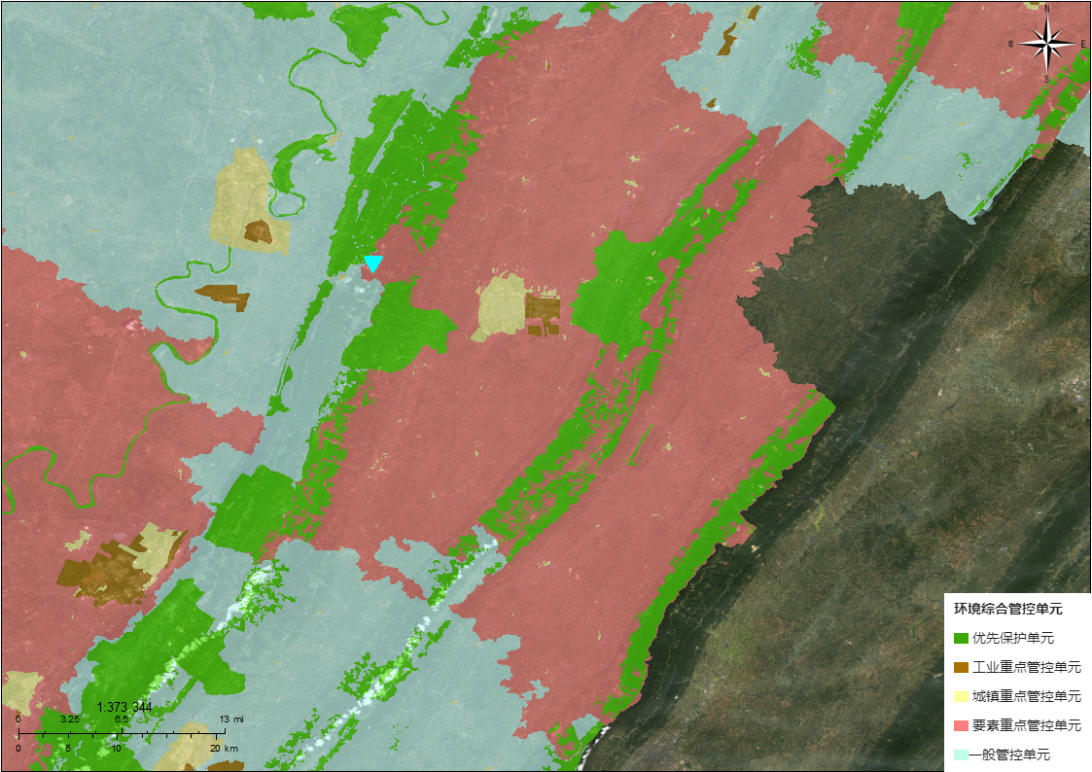 N
W
E
S
环境综合管控单元
优先保护单元
工业重点管控单元
城镇重点管控单元
要素重点管控单元
一般管控单元
1:373 344
0 3.25 6.5 13 mi
0 5 10 20 km